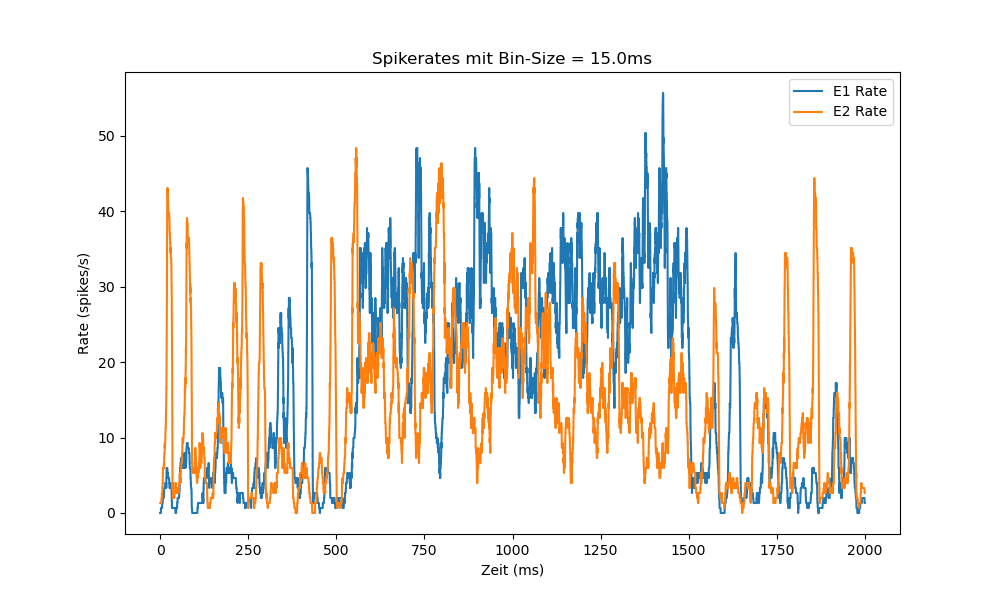 Spikerates mit Bin-Size = 15.0ms
E1 Rate
E2 Rate
Rate (spikes/s)
50
40
30
20
10
0
0 250 500 750 1000 1250 1500 1750 2000
Zeit (ms)